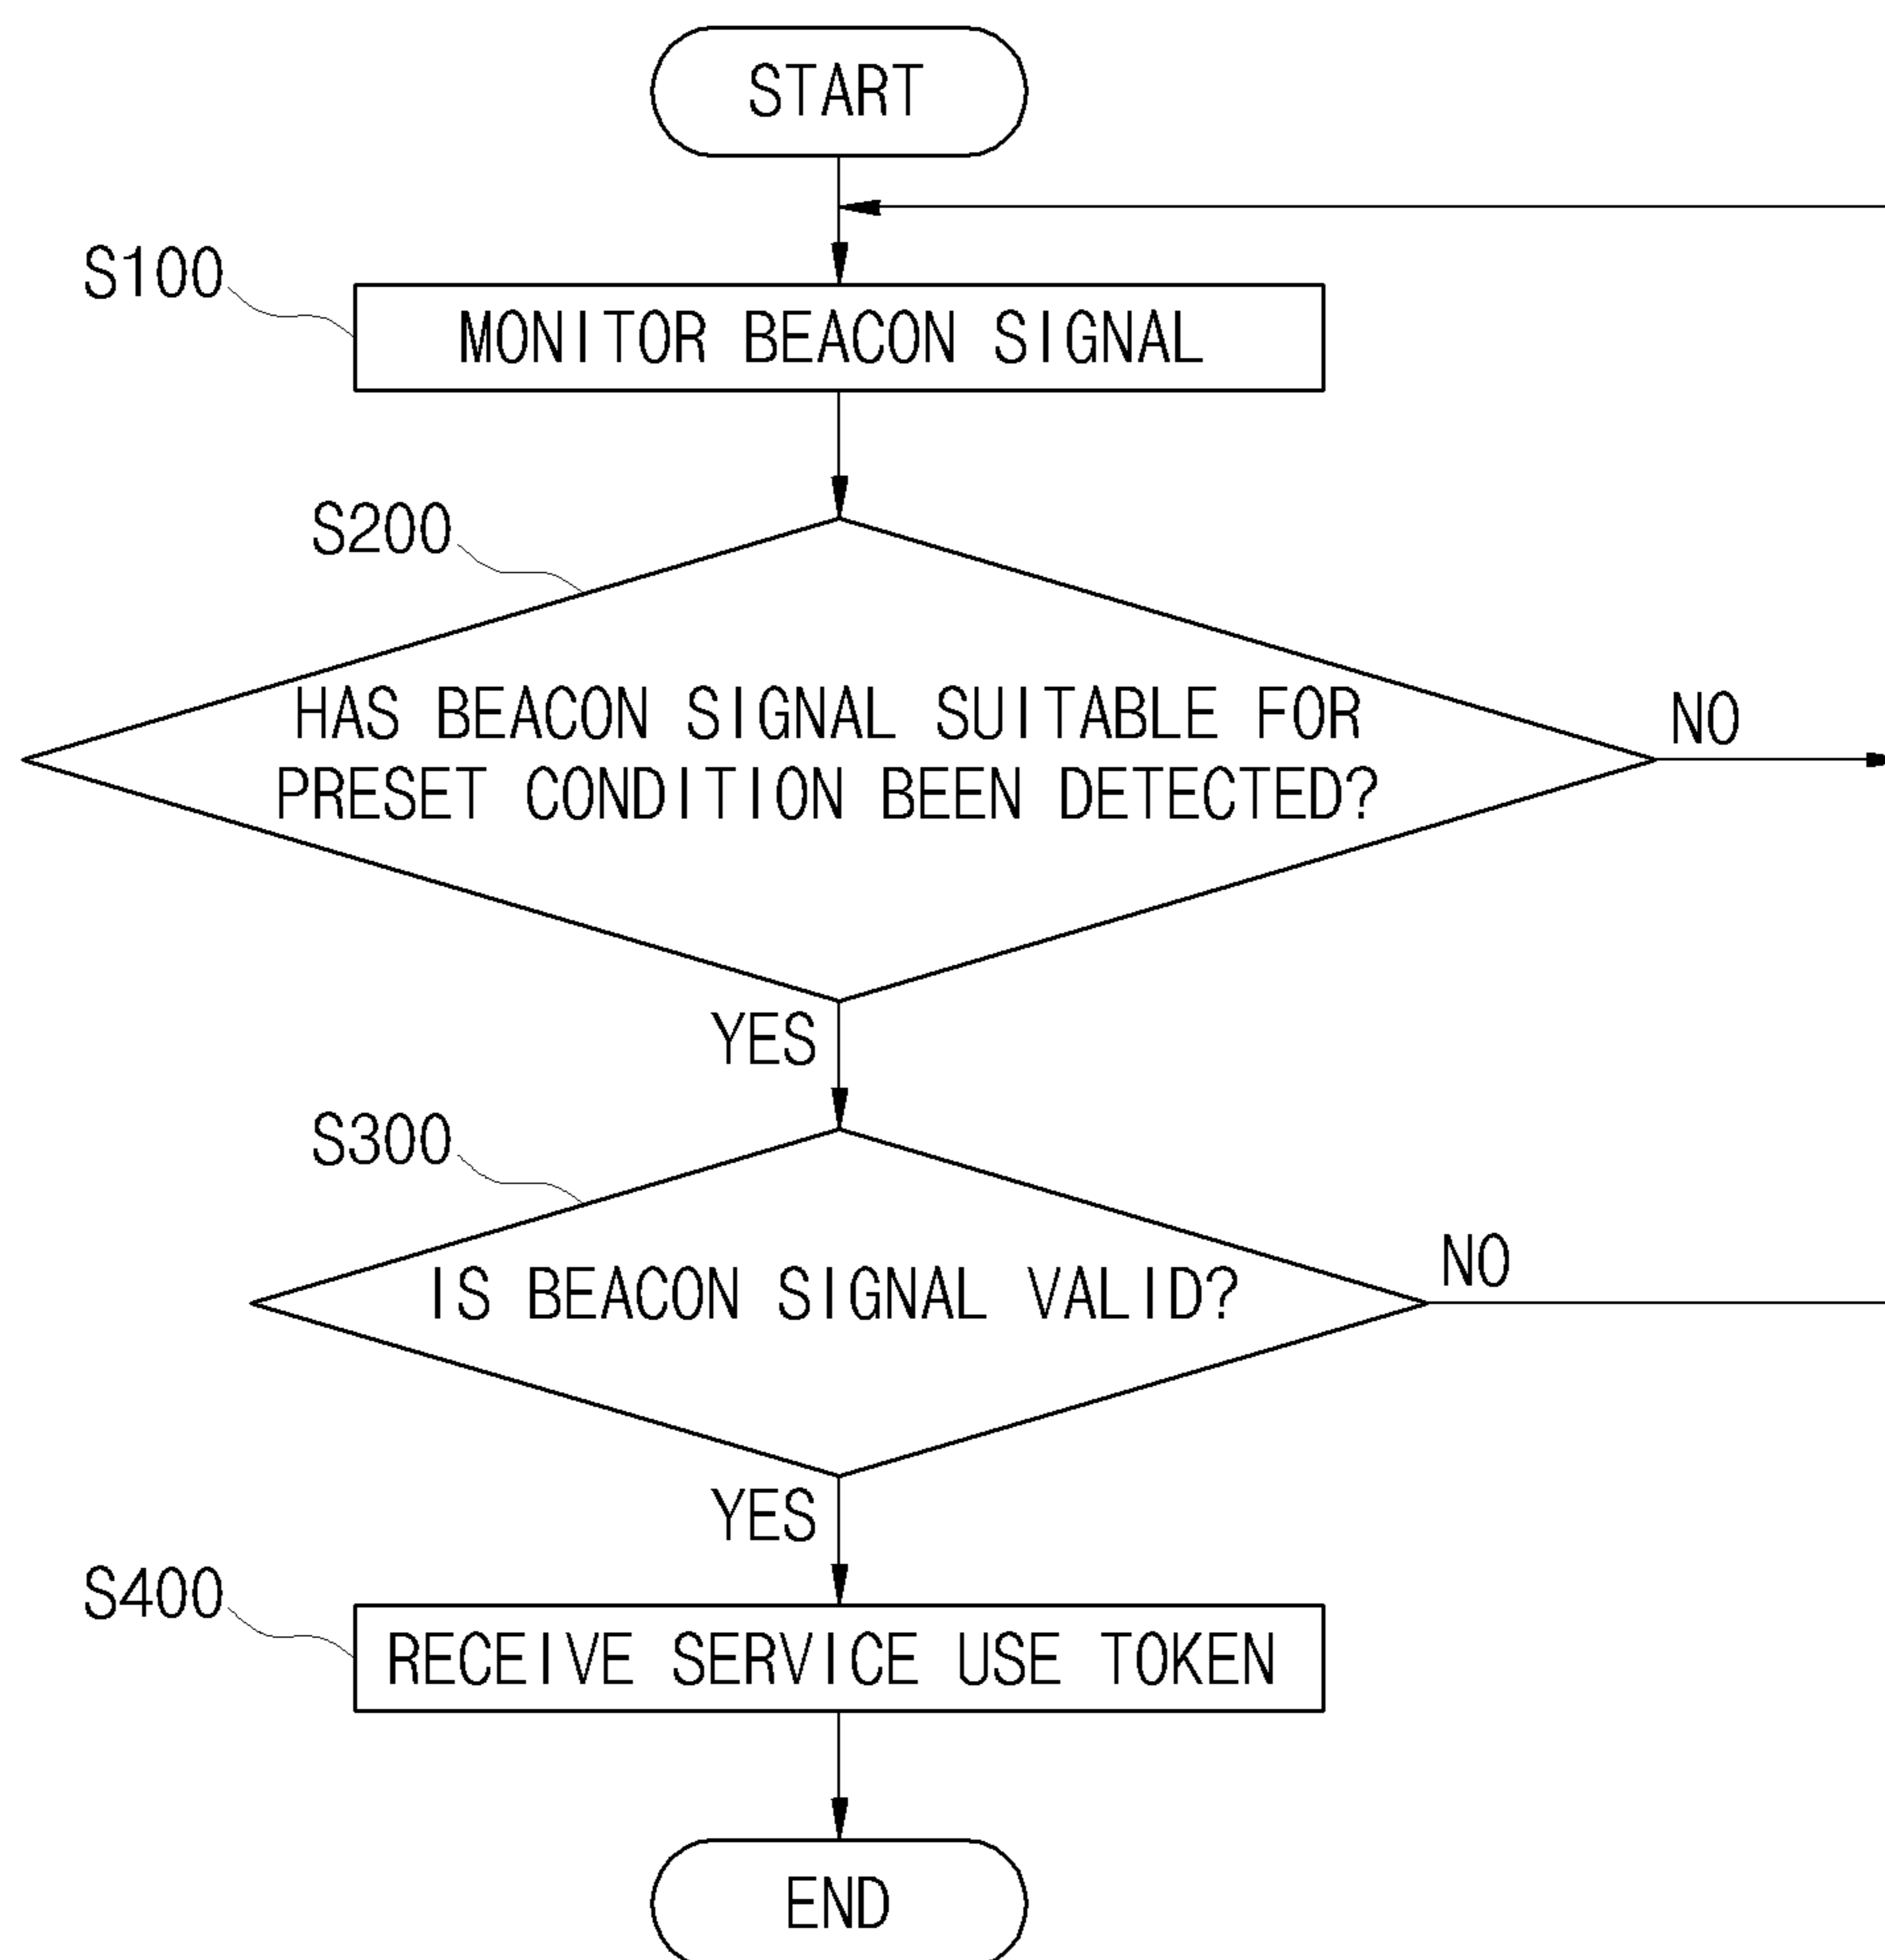 START
S100
MONITOR BEACON SIGNAL
S200
HAS BEACON SIGNAL SUITABLE FOR
PRESET CONDITION BEEN DETECTED?
NO
YES
S300
IS BEACON SIGNAL VALID?
NO
YES
S400
RECEIVE SERVICE USE TOKEN
END